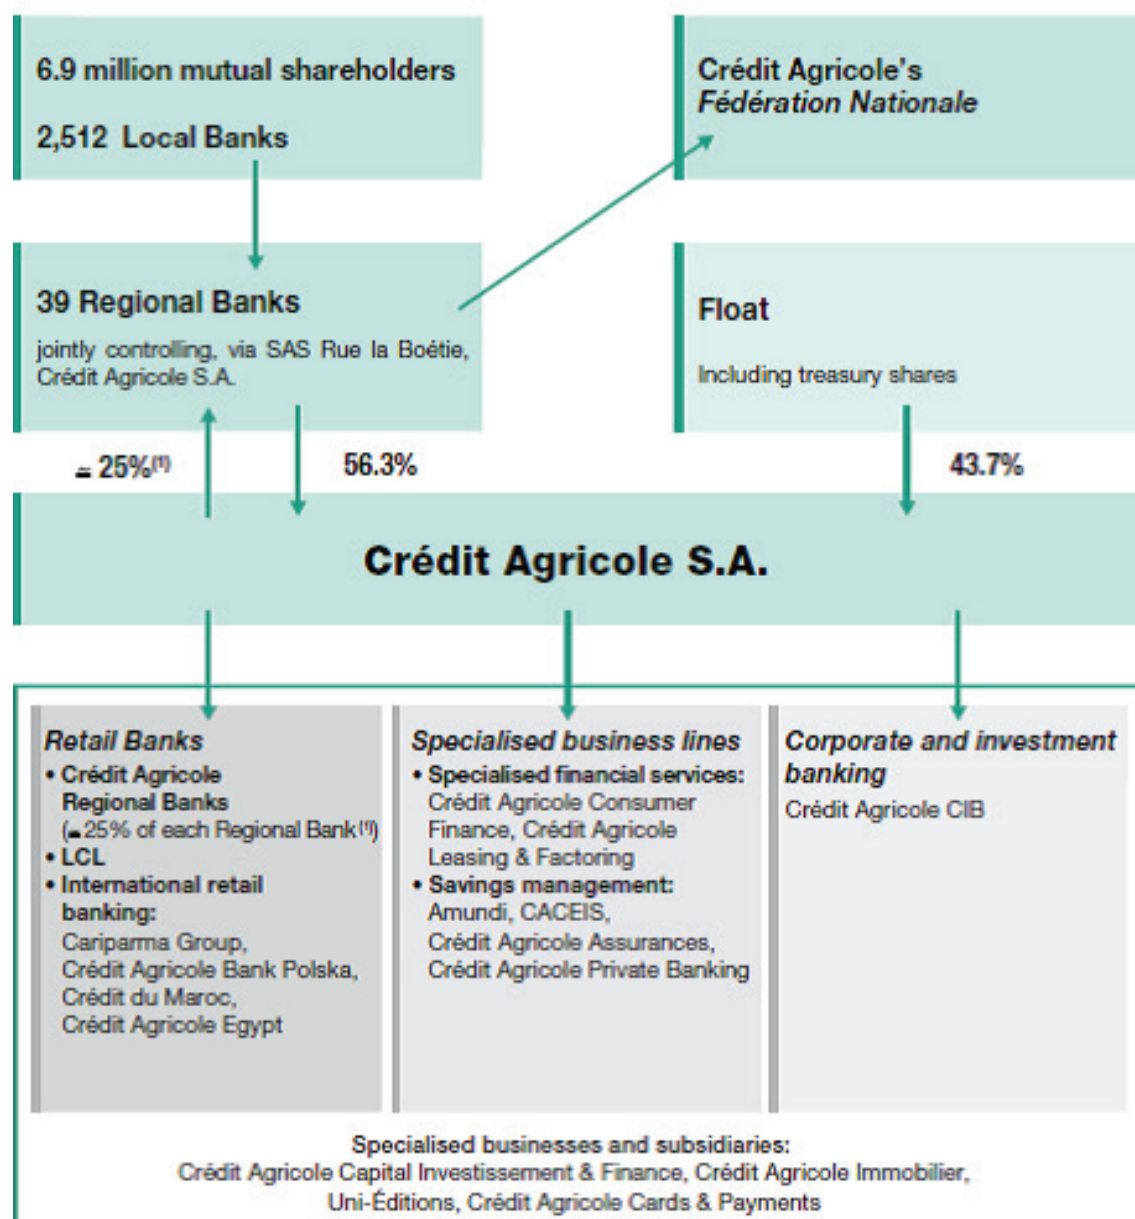 6.9 million mutual shareholders
2,512 Local Banks
Crédit Agricole's
Fédération Nationale
39 Regional Banks
jointly controlling, via SAS Rue la Boétie,
Crédit Agricole S.A.
Float
Including treasury shares
≃ 25%(1)
56.3%
43.7%
Crédit Agricole S.A.
Retail Banks
• Crédit Agricole
Regional Banks
(≃25% of each Regional Bank(1))
• LCL
• International retail
banking:
Cariparma Group,
Crédit Agricole Bank Polska,
Crédit du Maroc,
Crédit Agricole Egypt
Specialised business lines
• Specialised financial services:
Crédit Agricole Consumer
Finance, Crédit Agricole
Leasing & Factoring
• Savings management:
Amundi, CACEIS,
Crédit Agricole Assurances,
Crédit Agricole Private Banking
Corporate and investment
banking
Crédit Agricole CIB
Specialised businesses and subsidiaries:
Crédit Agricole Capital Investissement & Finance, Crédit Agricole Immobilier,
Uni-Éditions, Crédit Agricole Cards & Payments